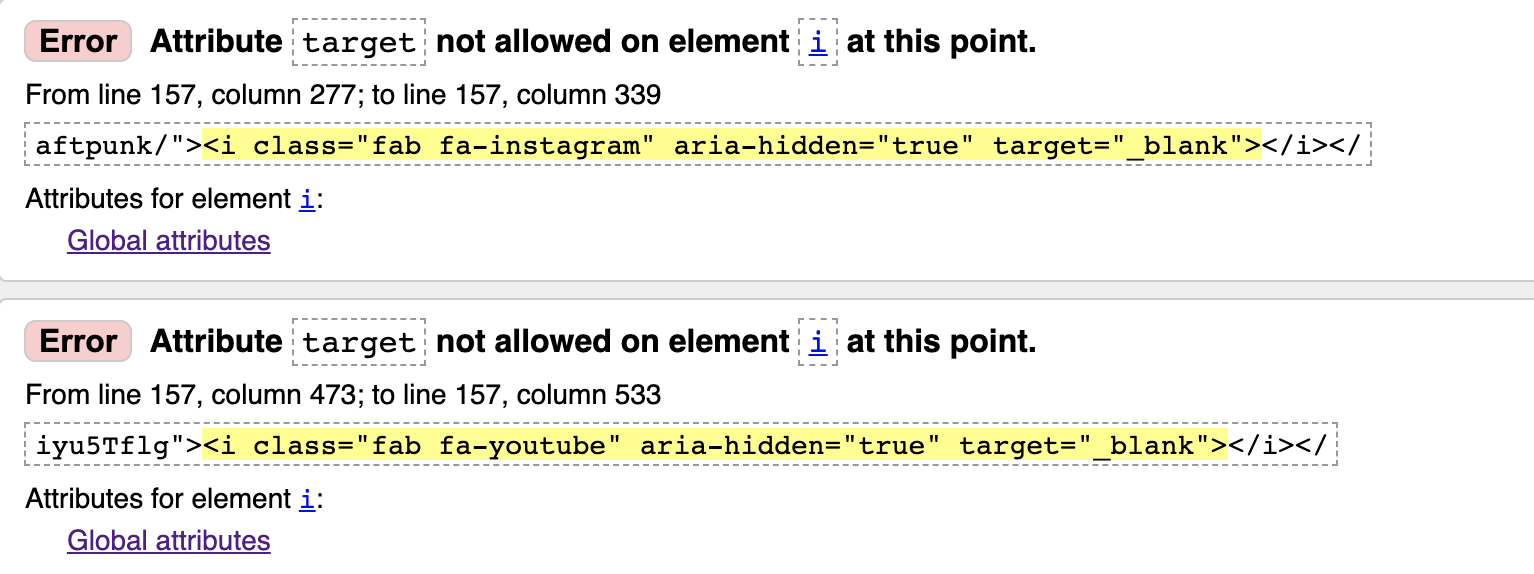 Error Attribute target not allowed on element i at this point.
From line 157, column 277; to line 157, column 339
aftpunk/"><i class="fab fa-instagram" aria-hidden="true" target="_blank"></i></
Attributes for element i:
Global attributes
Error Attribute target not allowed on element i at this point.
From line 157, column 473; to line 157, column 533
iyu5Tflg"><i class="fab fa-youtube" aria-hidden="true" target="_blank"></i></
Attributes for element i:
Global attributes